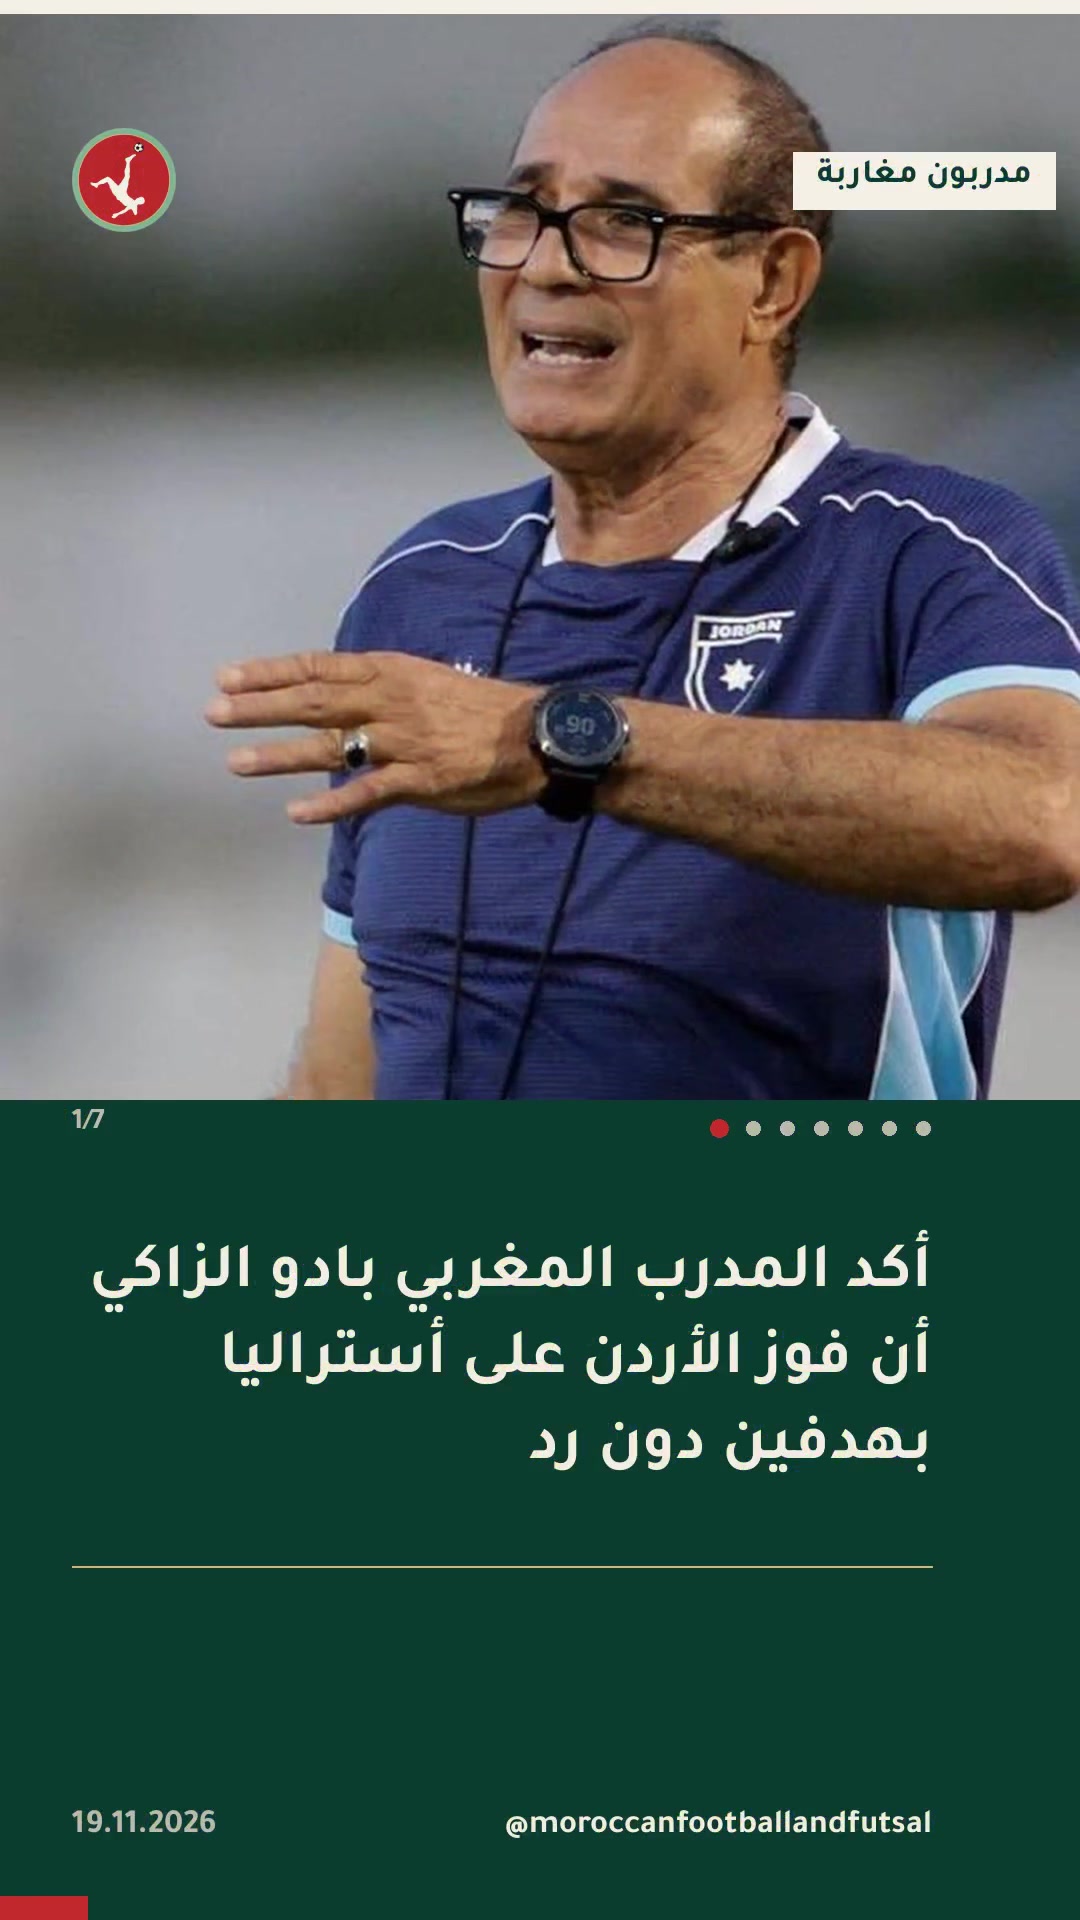 مدربون مغاربة
JORDAN
90
1/7
أكد المدرب المغربي بادو الزاكي
أن فوز الأردن على أستراليا
بهدفين دون رد
19.11.2026
@moroccanfootballandfutsal